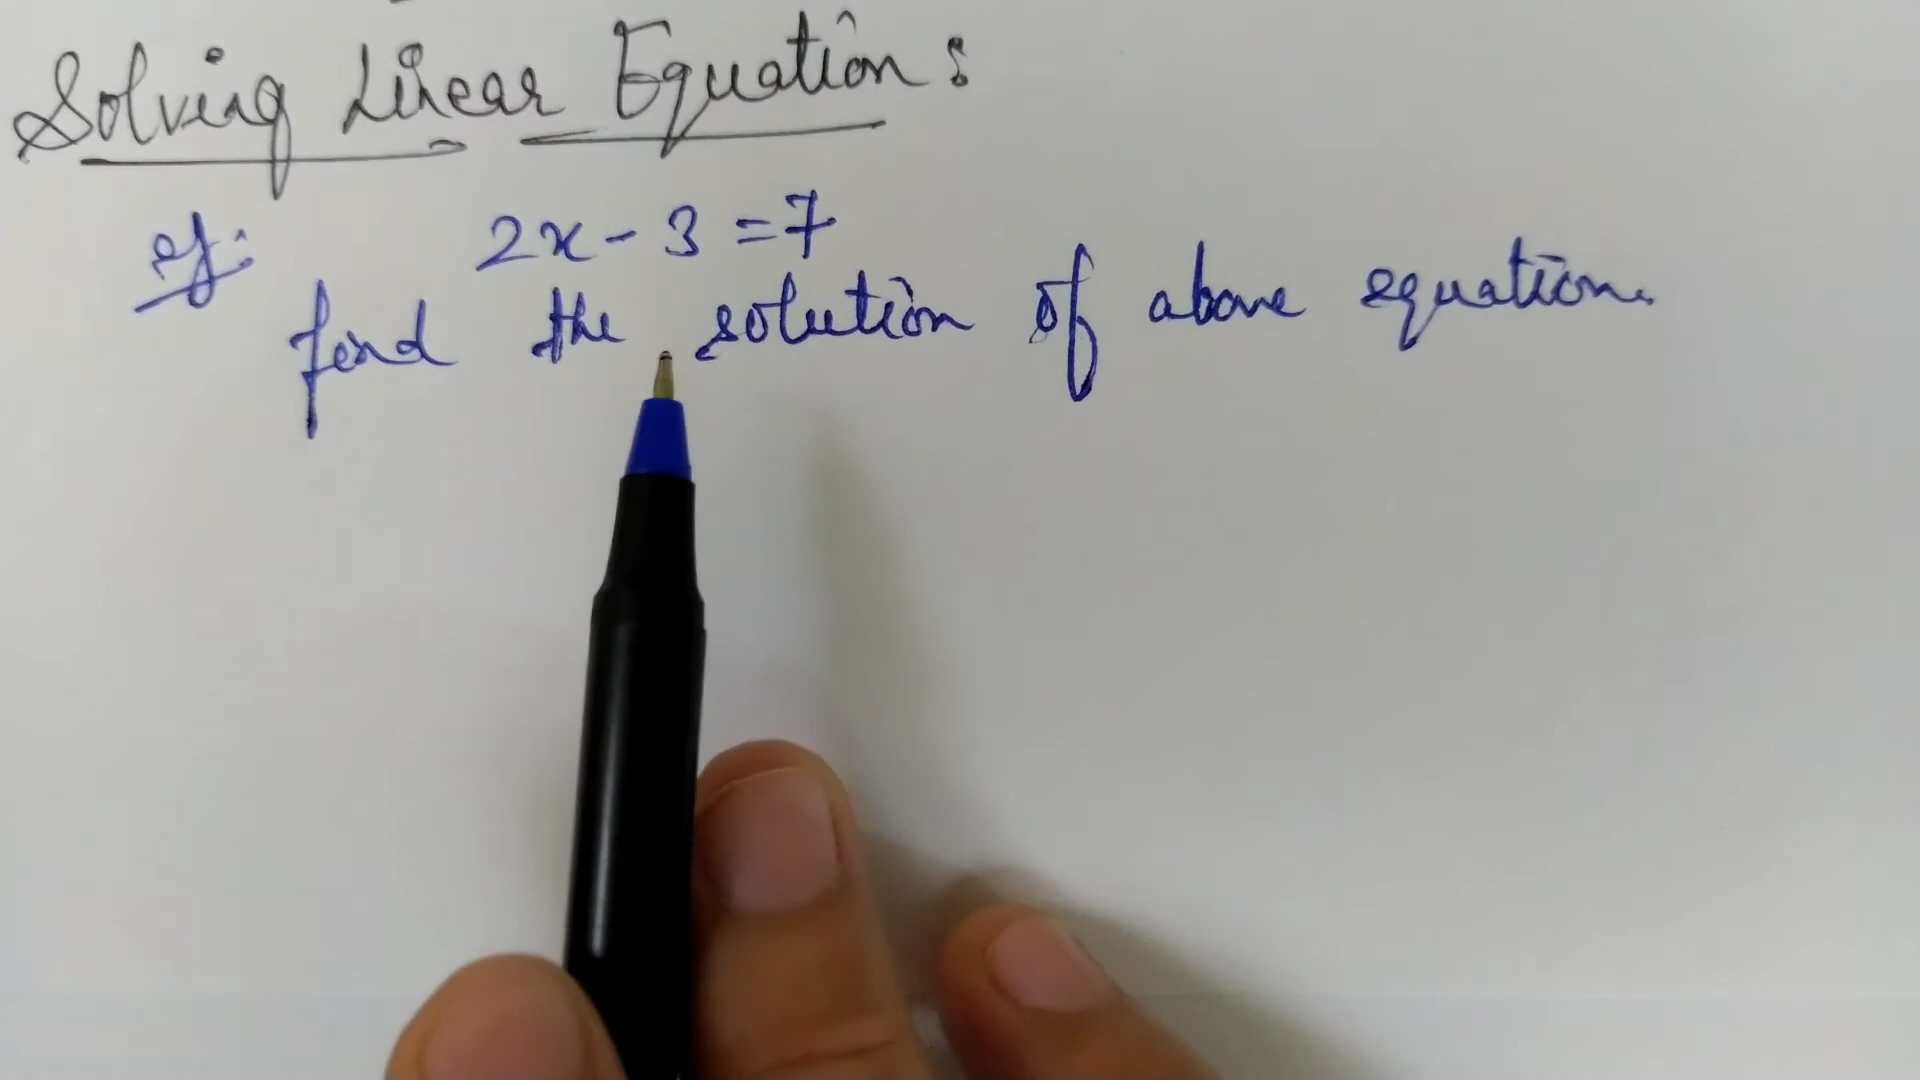 Solving Linear Equation:
eg: 2x - 3 = 7
find the solution of above equation.